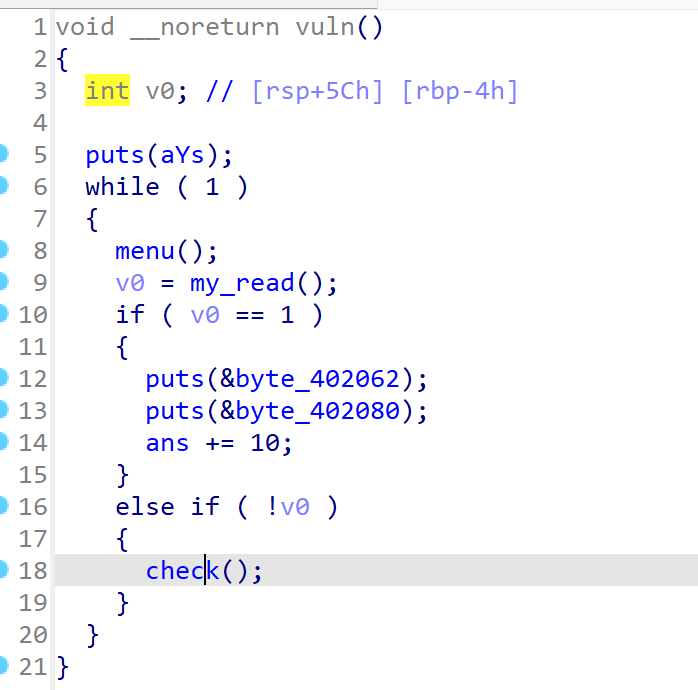 1 void __noreturn vuln()
2 {
3   int v0; // [rsp+5Ch] [rbp-4h]
4
5   puts(aYs);
6   while ( 1 )
7   {
8     menu();
9     v0 = my_read();
10     if ( v0 == 1 )
11     {
12       puts(&byte_402062);
13       puts(&byte_402080);
14       ans += 10;
15     }
16     else if ( !v0 )
17     {
18       check();
19     }
20   }
21 }